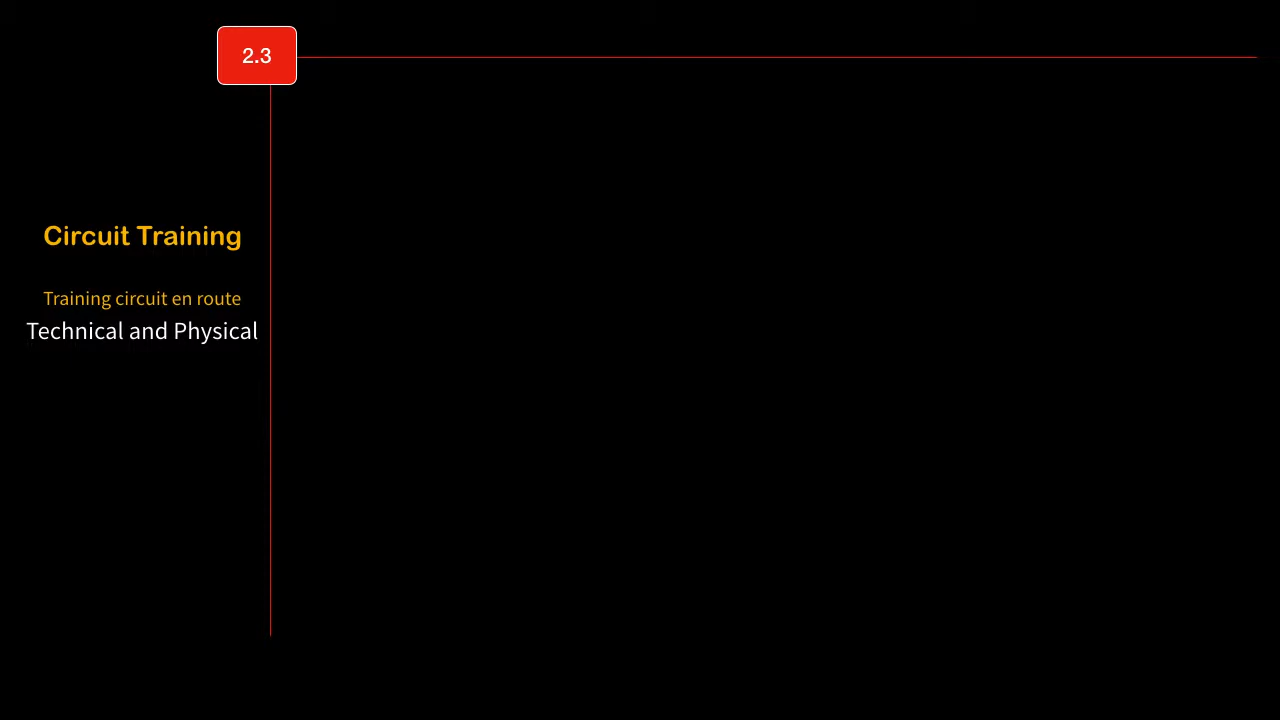 2.3
Circuit Training
Training circuit en route
Technical and Physical